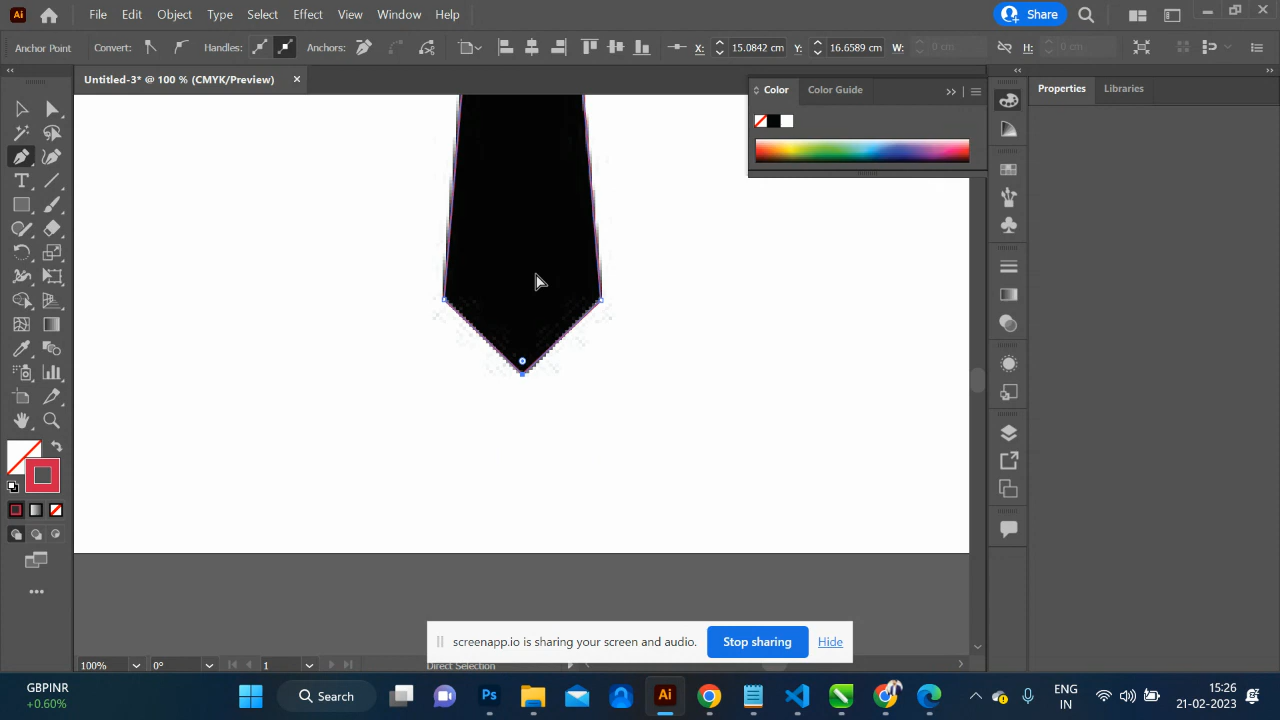 File Edit Object Type Select Effect View Window Help
Share
Anchor Point Convert: Handles: Anchors: X: 15.0842 cm Y: 16.6589 cm W: 0 cm H: 0 cm
Untitled-3* @ 100 % (CMYK/Preview)
Color Color Guide
Properties Libraries
screenapp.io is sharing your screen and audio. Stop sharing Hide
100% 0° 1 Direct Selection
GBPINR
+0.60%
Search
ENG
IN
15:26
21-02-2023